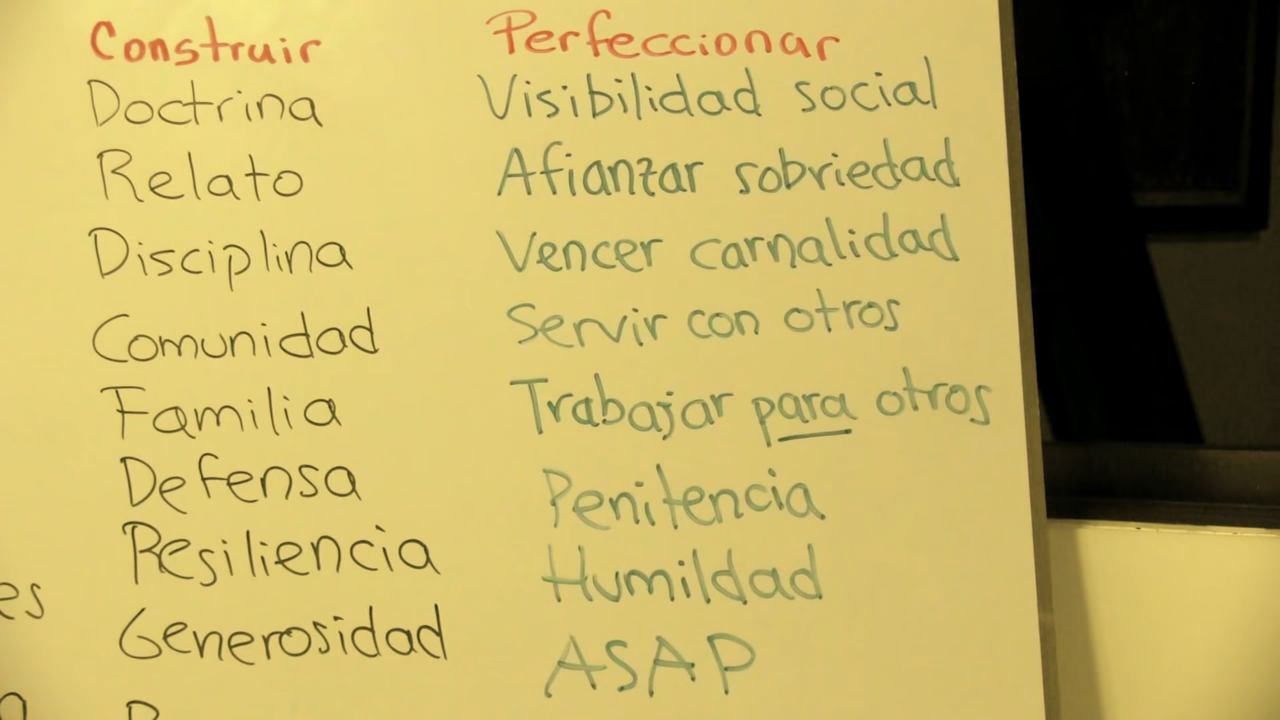 Construir
Doctrina
Relato
Disciplina
Comunidad
Familia
Defensa
Resiliencia
Generosidad
Perfeccionar
Visibilidad social
Afianzar sobriedad
Vencer carnalidad
Servir con otros
Trabajar para otros
Penitencia
Humildad
ASAP